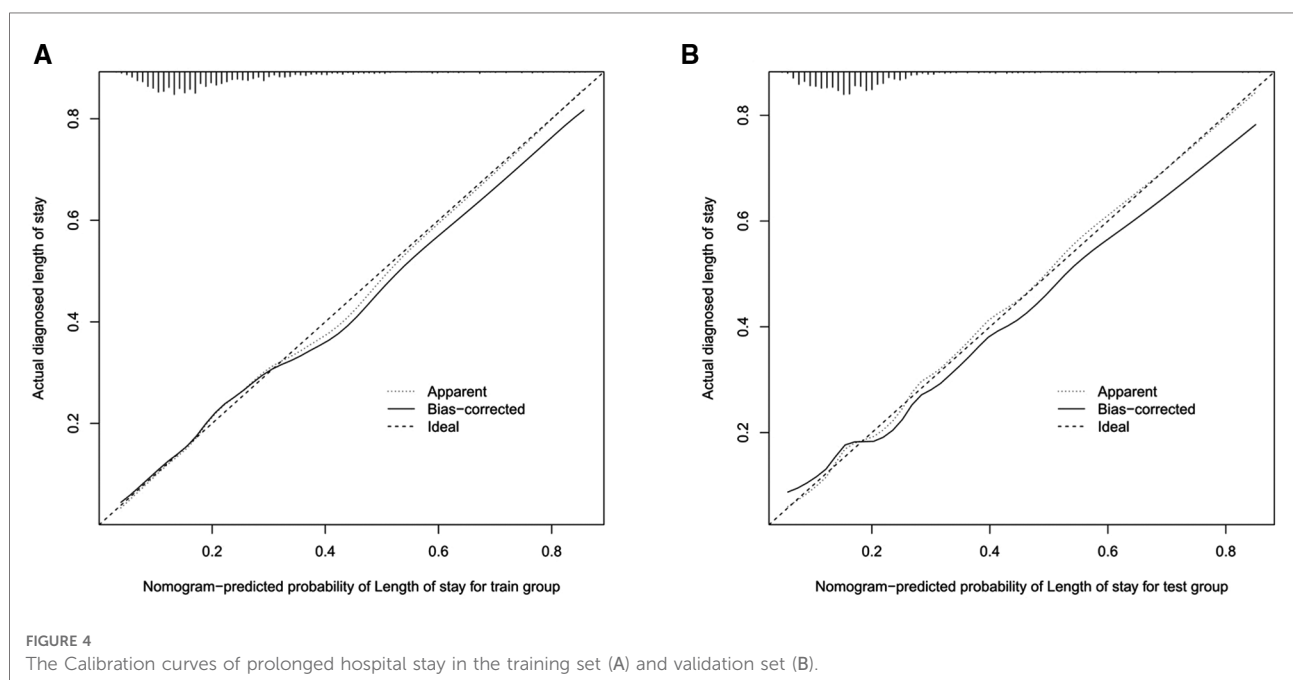 A
Actual diagnosed length of stay
0.8
0.6
0.4
0.2
Apparent
Bias-corrected
Ideal
0.2 0.4 0.6 0.8
Nomogram-predicted probability of Length of stay for train group
B
Actual diagnosed length of stay
0.8
0.6
0.4
0.2
Apparent
Bias-corrected
Ideal
0.2 0.4 0.6 0.8
Nomogram-predicted probability of Length of stay for test group
FIGURE 4
The Calibration curves of prolonged hospital stay in the training set (A) and validation set (B).